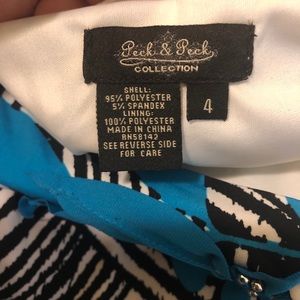 Peck & Peck
COLLECTION
SHELL:
95% POLYESTER
5% SPANDEX
LINING:
100% POLYESTER
MADE IN CHINA
RN58142
SEE REVERSE SIDE
FOR CARE
4